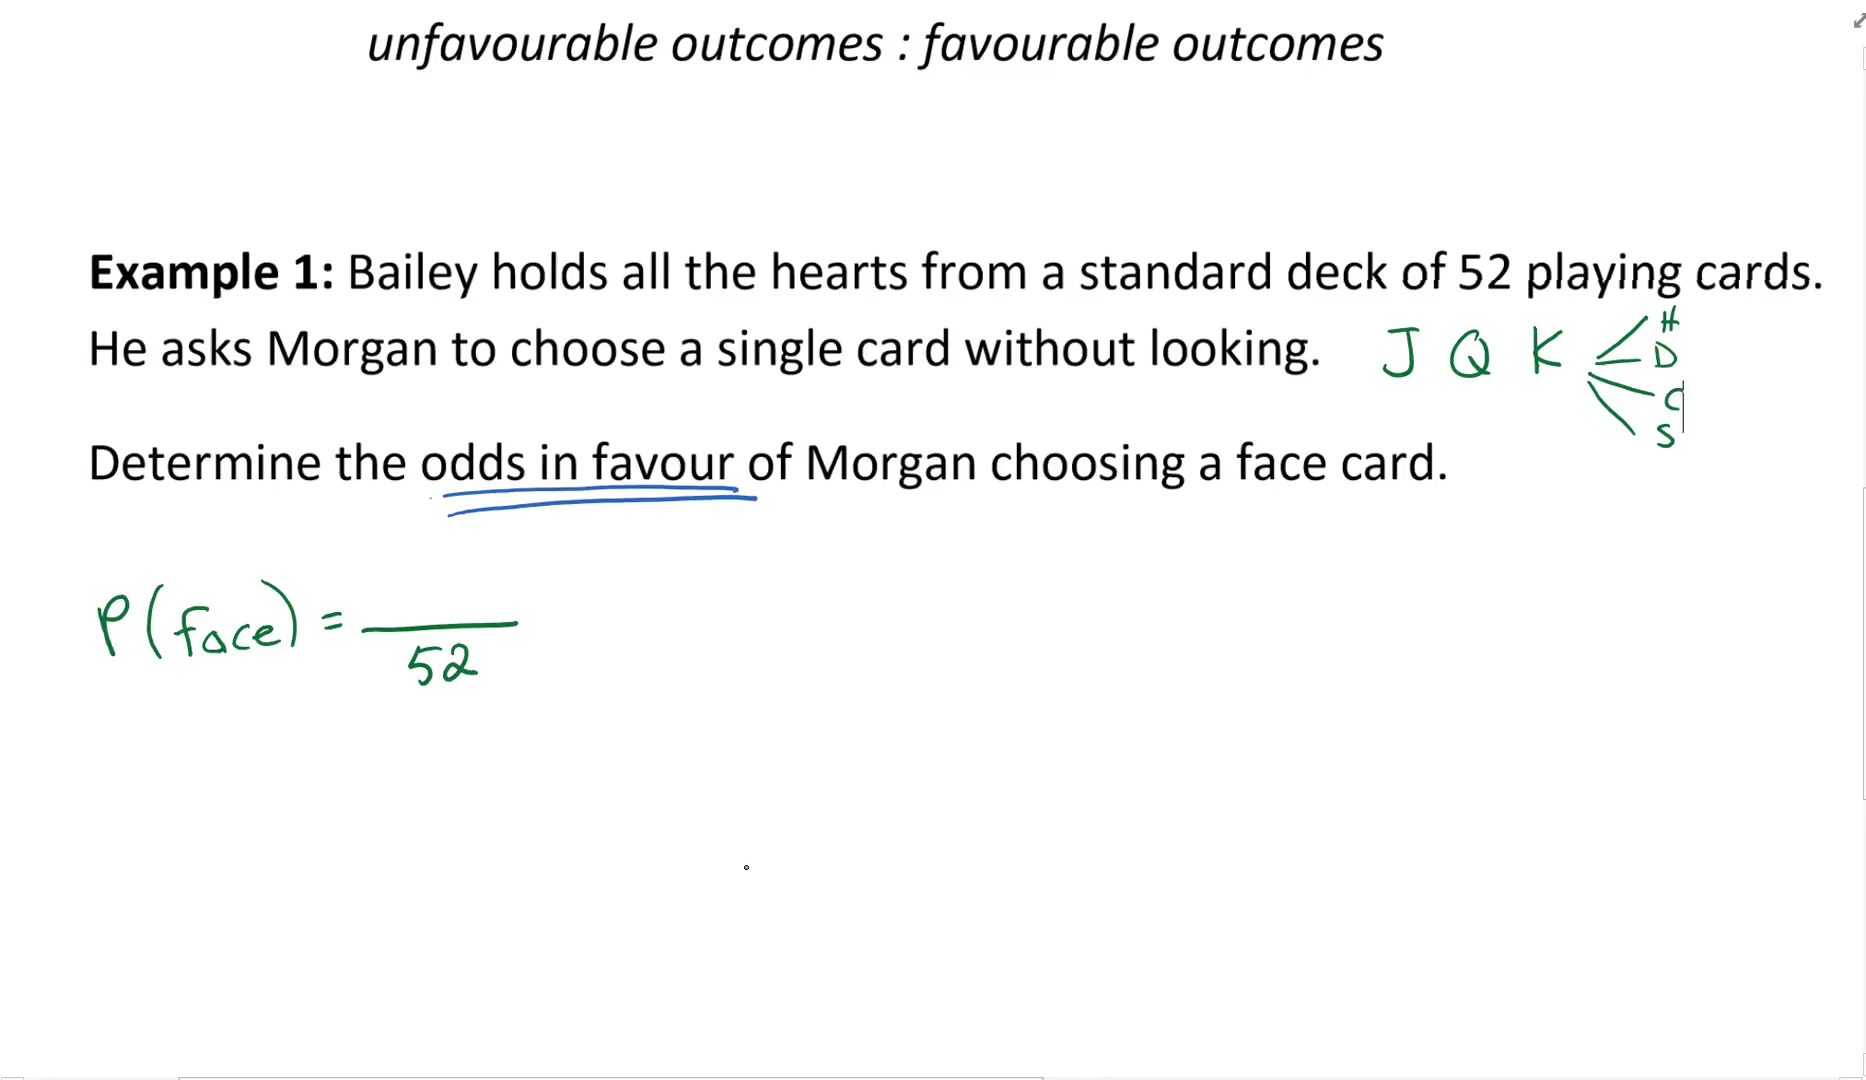 unfavourable outcomes : favourable outcomes
Example 1: Bailey holds all the hearts from a standard deck of 52 playing cards.
He asks Morgan to choose a single card without looking. J Q K H
D
C
S
Determine the odds in favour of Morgan choosing a face card.
P(face) =
52